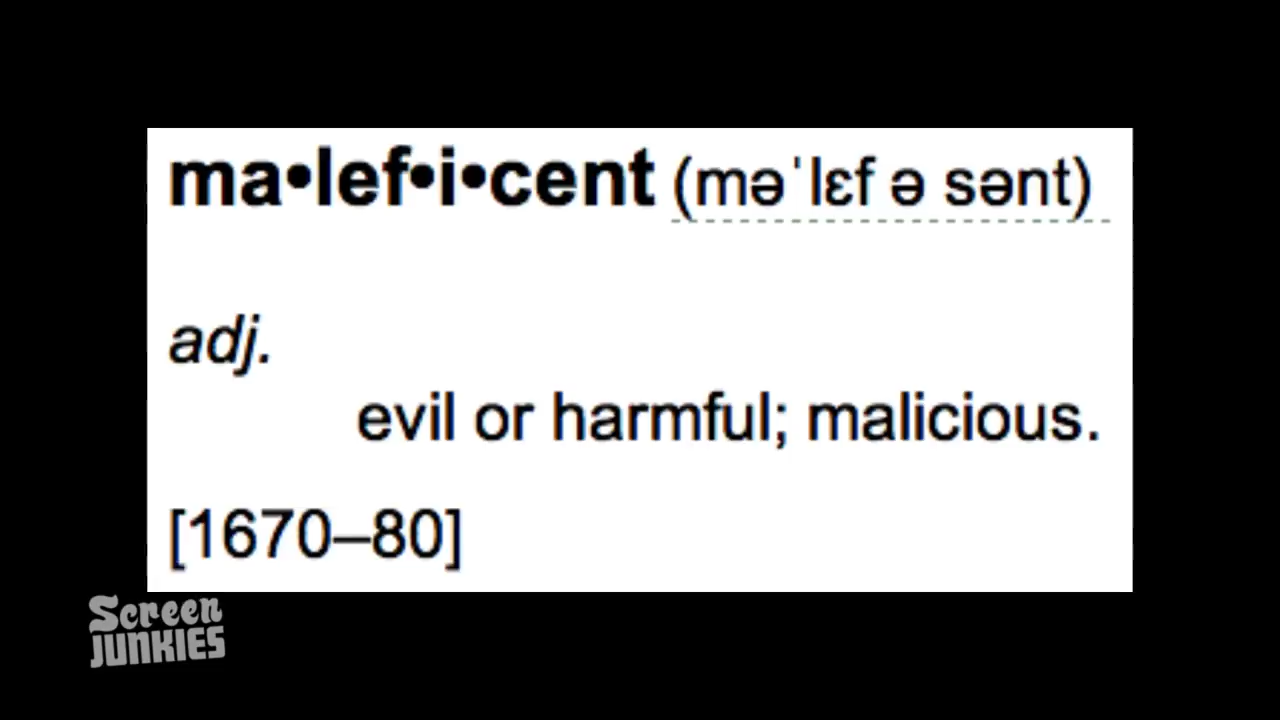 ma•lef•i•cent (məˈlɛf ə sənt)
adj.
evil or harmful; malicious.
[1670–80]
Screen
JUNKIES